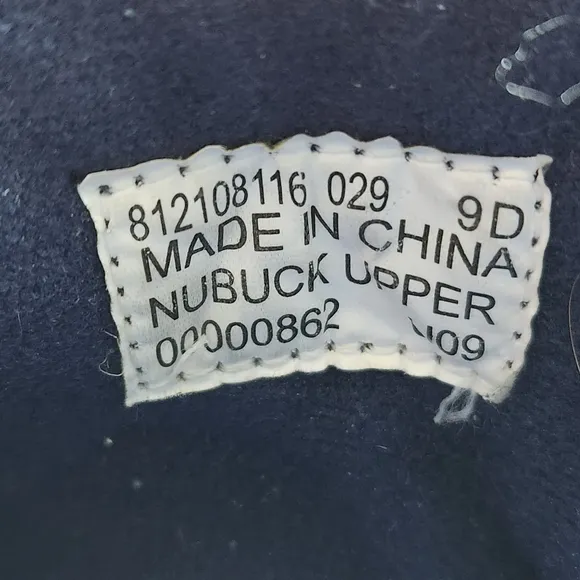 812108116 029 9D
MADE IN CHINA
NUBUCK UPPER
00000862